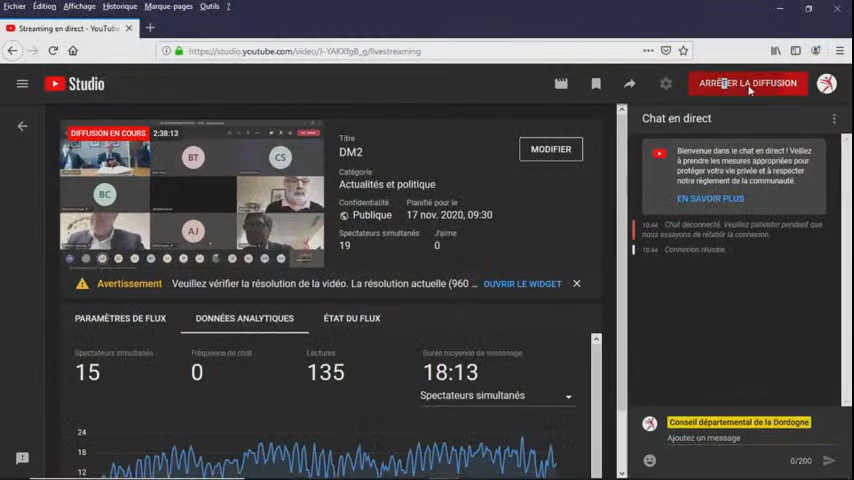 Fichier Édition Affichage Historique Marque-pages Outils ?
Streaming en direct - YouTube
Studio
ARRÊTER LA DIFFUSION
DIFFUSION EN COURS 2:38:13
BT
CS
BC
AJ
Titre
DM2
MODIFIER
Catégorie
Actualités et politique
Confidentialité
Publique
Planifié pour le
17 nov. 2020, 09:30
Spectateurs simultanés
19
J'aime
0
Avertissement Veuillez vérifier la résolution de la vidéo. La résolution actuelle (960 ... OUVRIR LE WIDGET
PARAMÈTRES DE FLUX DONNÉES ANALYTIQUES ÉTAT DU FLUX
Spectateurs simultanés
15
Fréquence de chat
0
Lectures
135
Durée moyenne de visionnage
18:13
Spectateurs simultanés
24
18
12
Chat en direct
Bienvenue dans le chat en direct ! Veillez
à prendre les mesures appropriées pour
protéger votre vie privée et à respecter
notre règlement de la communauté.
EN SAVOIR PLUS
10:44 Chat déconnecté. Veuillez patienter pendant que
nous essayons de rétablir la connexion.
10:44 Connexion réussie.
Conseil départemental de la Dordogne
Ajoutez un message
0/200